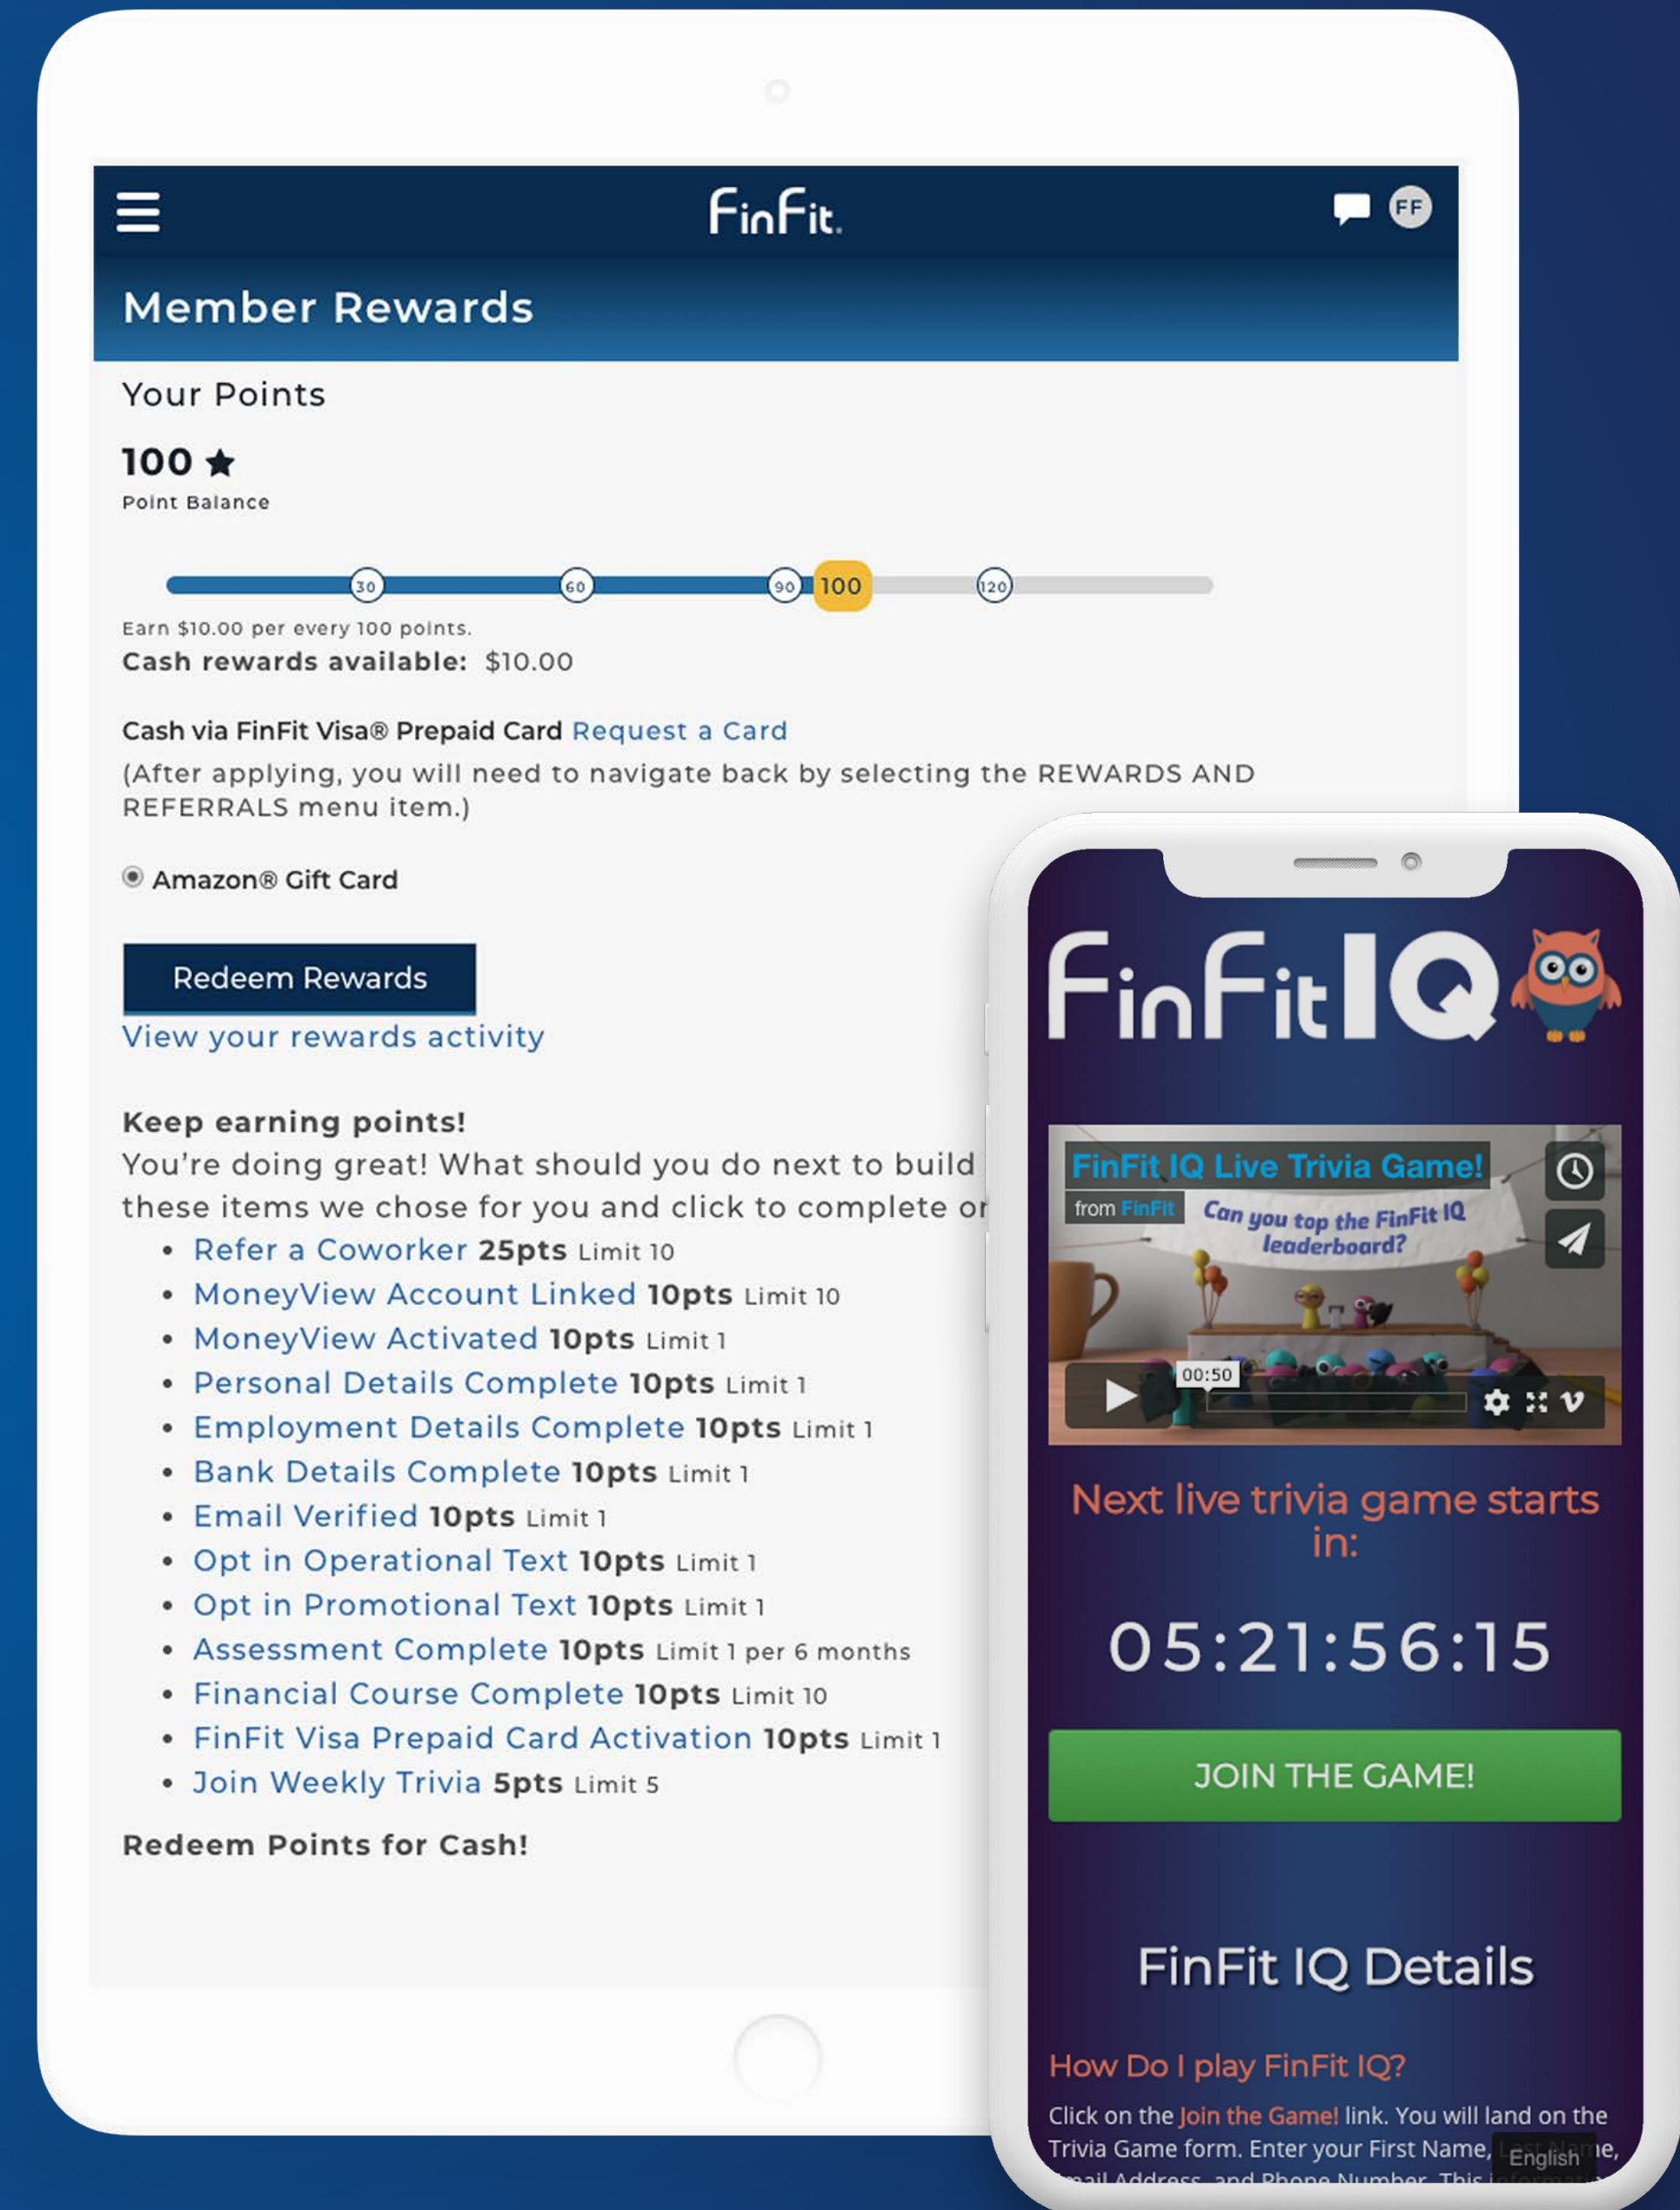 FinFit.
FF
Member Rewards
Your Points
100
Point Balance
30 60 90 100 120
Earn $10.00 per every 100 points.
Cash rewards available: $10.00
Cash via FinFit Visa® Prepaid Card Request a Card
(After applying, you will need to navigate back by selecting the REWARDS AND
REFERRALS menu item.)
Amazon® Gift Card
Redeem Rewards
View your rewards activity
Keep earning points!
You're doing great! What should you do next to build
these items we chose for you and click to complete
• Refer a Coworker 25pts Limit 10
• MoneyView Account Linked 10pts Limit 10
• MoneyView Activated 10pts Limit 1
• Personal Details Complete 10pts Limit 1
• Employment Details Complete 10pts Limit 1
• Bank Details Complete 10pts Limit 1
• Email Verified 10pts Limit 1
• Opt in Operational Text 10pts Limit 1
• Opt in Promotional Text 10pts Limit 1
• Assessment Complete 10pts Limit 1 per 6 months
• Financial Course Complete 10pts Limit 10
• FinFit Visa Prepaid Card Activation 10pts Limit 1
• Join Weekly Trivia 5pts Limit 5
Redeem Points for Cash!
FinFitIQ
FinFit IQ Live Trivia Game!
from FinFit
Can you top the FinFit IQ
leaderboard?
00:50
Next live trivia game starts
in:
05:21:56:15
JOIN THE GAME!
FinFit IQ Details
How Do I play FinFit IQ?
Click on the Join the Game! link. You will land on the
Trivia Game form. Enter your First Name, Last Name,
English
Email Address, and Phone Number. This